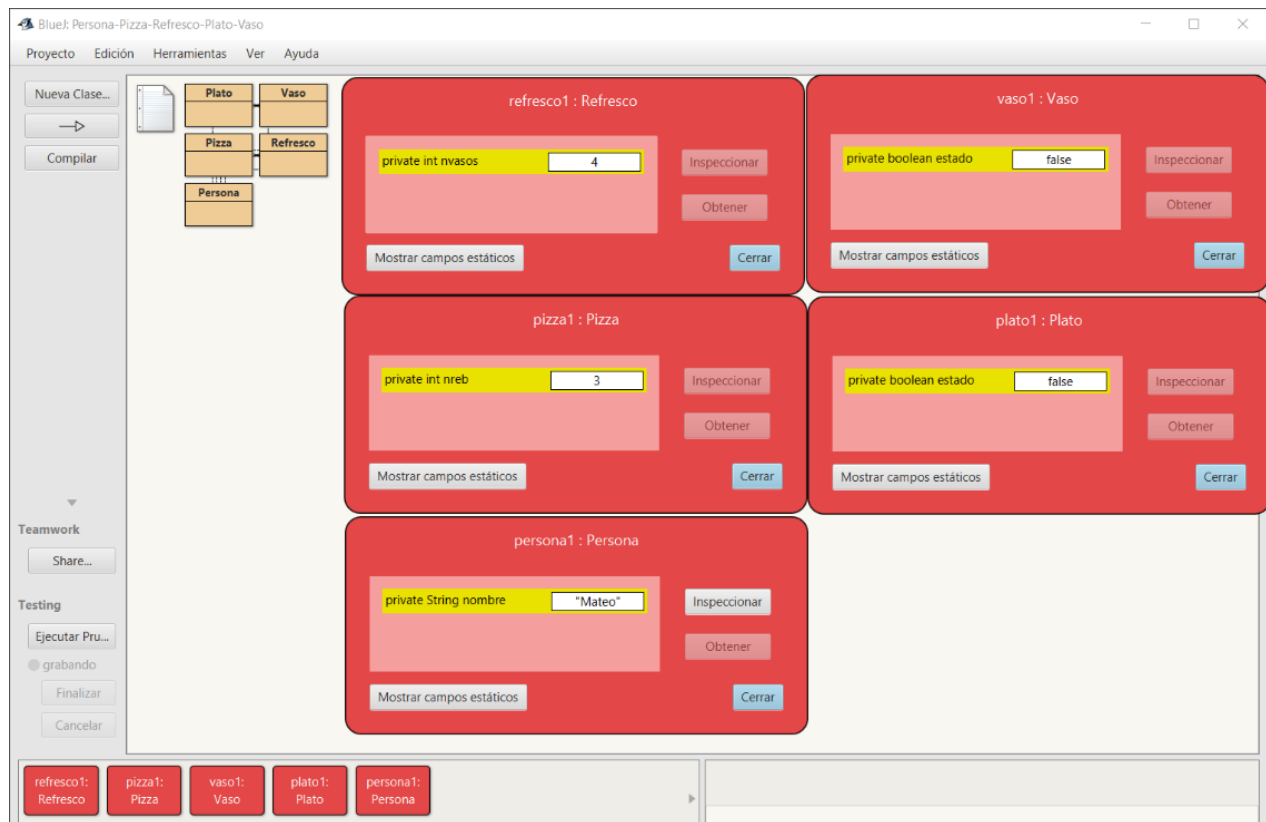 BlueJ: Persona-Pizza-Refresco-Plato-Vaso
Proyecto Edición Herramientas Ver Ayuda
Nueva Clase...
Compilar
Plato Vaso
Pizza Refresco
Persona
refresco1 : Refresco
private int nvasos 4
Inspeccionar
Obtener
Mostrar campos estáticos
Cerrar
vaso1 : Vaso
private boolean estado false
Inspeccionar
Obtener
Mostrar campos estáticos
Cerrar
pizza1 : Pizza
private int nreb 3
Inspeccionar
Obtener
Mostrar campos estáticos
Cerrar
plato1 : Plato
private boolean estado false
Inspeccionar
Obtener
Mostrar campos estáticos
Cerrar
persona1 : Persona
private String nombre "Mateo"
Inspeccionar
Obtener
Mostrar campos estáticos
Cerrar
Teamwork
Share...
Testing
Ejecutar Pru...
grabando
Finalizar
Cancelar
refresco1:
Refresco
pizza1:
Pizza
vaso1:
Vaso
plato1:
Plato
persona1:
Persona